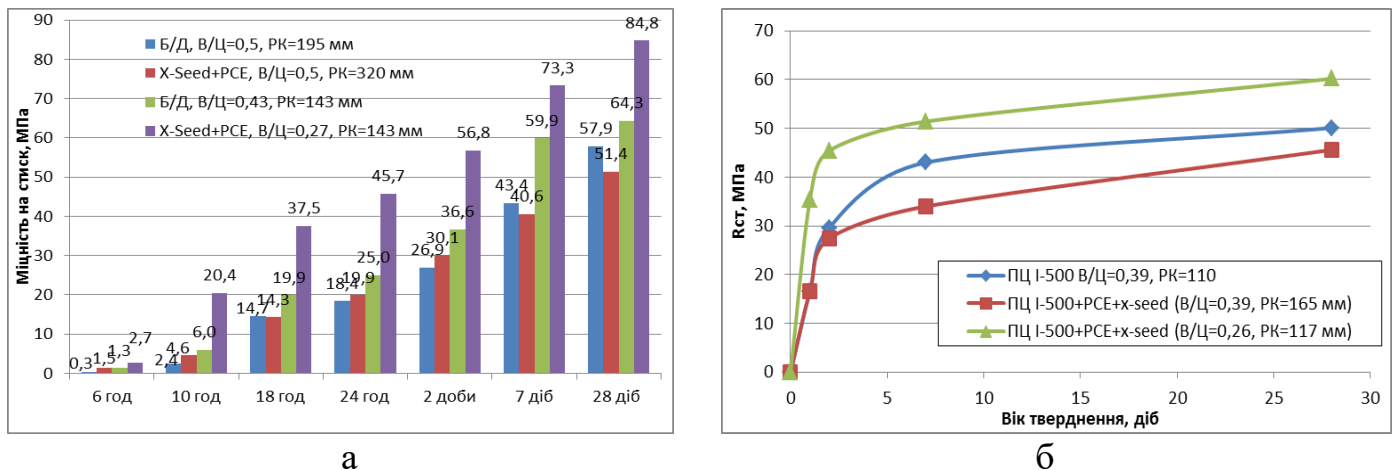 90
80
70
60
50
40
30
20
10
0
Міцність на стиск, МПа
Б/Д, В/Ц=0,5, РК=195 мм
X-Seed+PCE, В/Ц=0,5, РК=320 мм
Б/Д, В/Ц=0,43, РК=143 мм
X-Seed+PCE, В/Ц=0,27, РК=143 мм
0,3 1,5 1,3 2,7
2,4 4,6 6,0 20,4
14,7 14,3 19,9 37,5
18,4 19,9 25,0 45,7
26,9 30,1 36,6 56,8
43,4 40,6 59,9 73,3
57,9 51,4 64,3 84,8
6 год 10 год 18 год 24 год 2 доби 7 діб 28 діб
а
70
60
50
40
30
20
10
0
Rст, МПа
ПЦ І-500 В/Ц=0,39, РК=110
ПЦ І-500+РСЕ+x-seed (В/Ц=0,39, РК=165 мм)
ПЦ І-500+РСЕ+x-seed (В/Ц=0,26, РК=117 мм)
0 5 10 15 20 25 30
Вік тверднення, діб
б